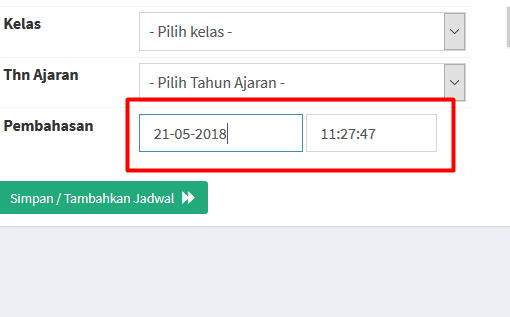 Kelas
- Pilih kelas -
Thn Ajaran
- Pilih Tahun Ajaran -
Pembahasan
21-05-2018
11:27:47
Simpan / Tambahkan Jadwal